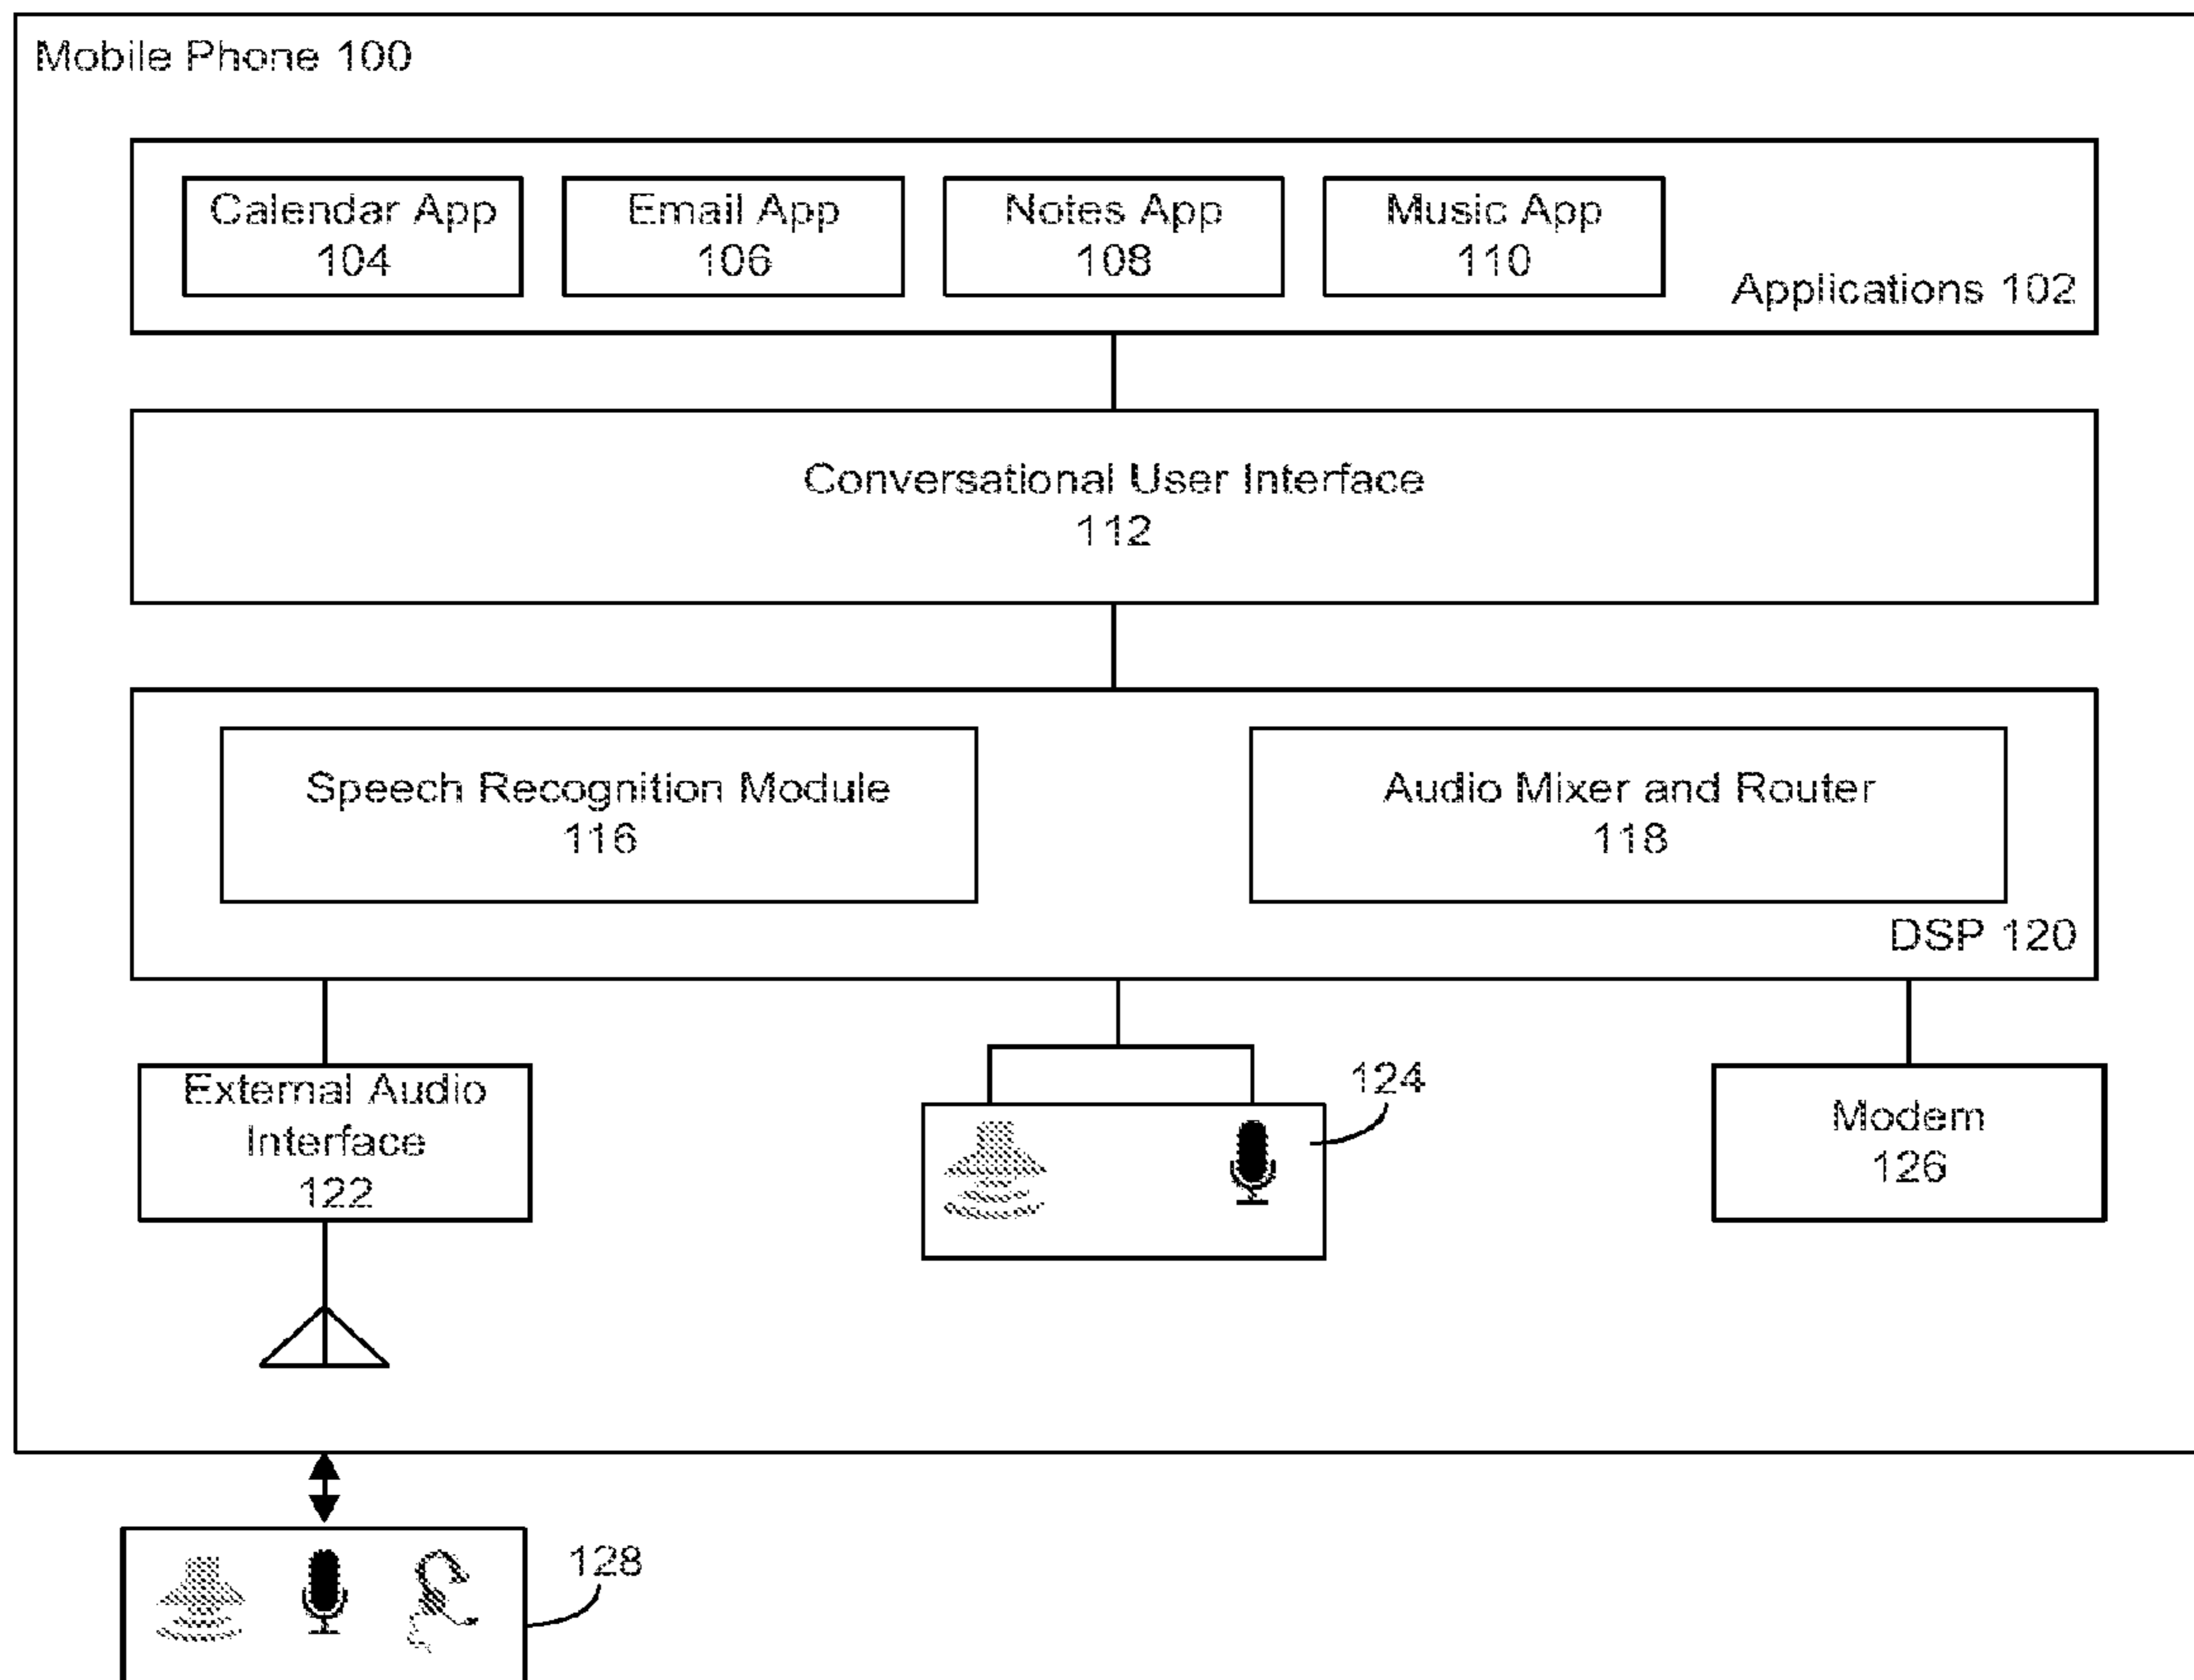 Mobile Phone 100
Calendar App
104
Email App
106
Notes App
108
Music App
110
Applications 102
Conversational User Interface
112
Speech Recognition Module
116
Audio Mixer and Router
118
DSP 120
External Audio
Interface
122
124
Modem
126
128